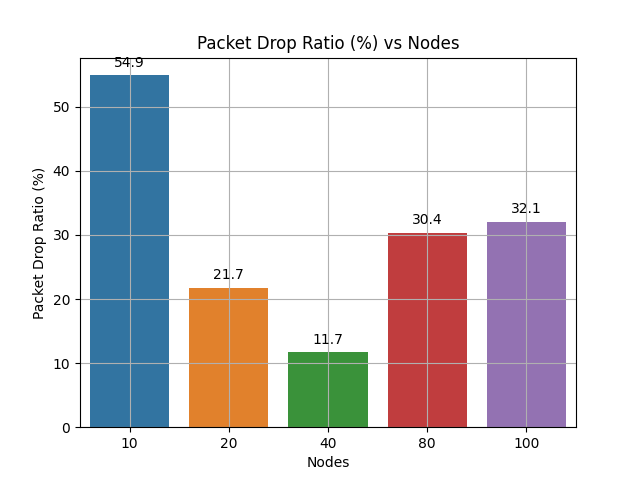 Packet Drop Ratio (%) vs Nodes
54.9
21.7
11.7
30.4
32.1
Packet Drop Ratio (%)
50
40
30
20
10
0
10 20 40 80 100
Nodes